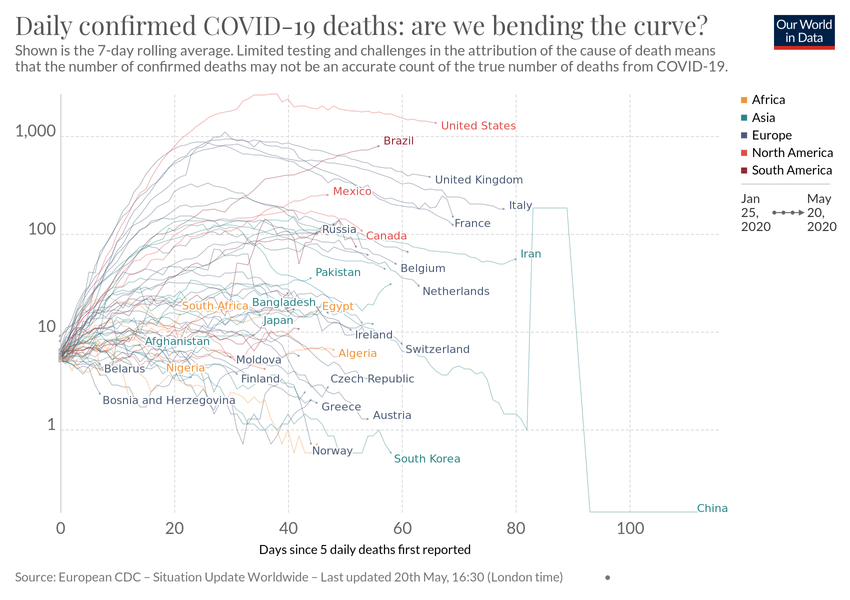 Daily confirmed COVID-19 deaths: are we bending the curve?
Our World
in Data
Shown is the 7-day rolling average. Limited testing and challenges in the attribution of the cause of death means
that the number of confirmed deaths may not be an accurate count of the true number of deaths from COVID-19.
Africa
Asia
Europe
North America
South America
Jan
25,
2020
May
20,
2020
1,000
100
10
1
United States
Brazil
United Kingdom
Mexico
Italy
France
Russia
Canada
Iran
Belgium
Pakistan
Netherlands
South Africa
Bangladesh
Egypt
Japan
Ireland
Afghanistan
Switzerland
Algeria
Moldova
Belarus
Nigeria
Finland
Czech Republic
Bosnia and Herzegovina
Greece
Austria
Norway
South Korea
China
0
20
40
60
80
100
Days since 5 daily deaths first reported
Source: European CDC – Situation Update Worldwide – Last updated 20th May, 16:30 (London time)